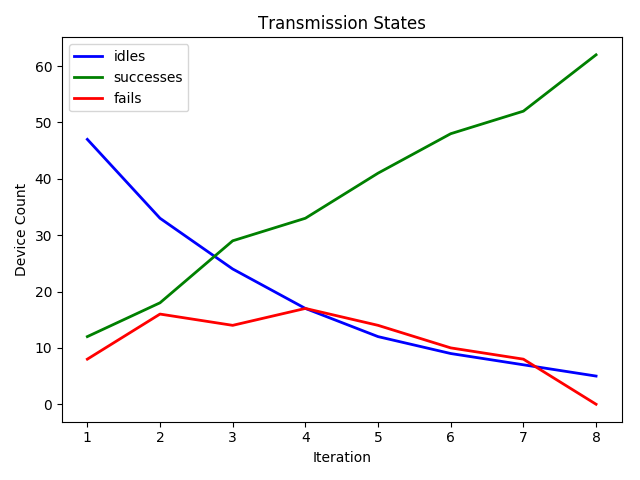 Transmission States
idles
successes
fails
60
50
40
30
20
10
0
Device Count
1 2 3 4 5 6 7 8
Iteration